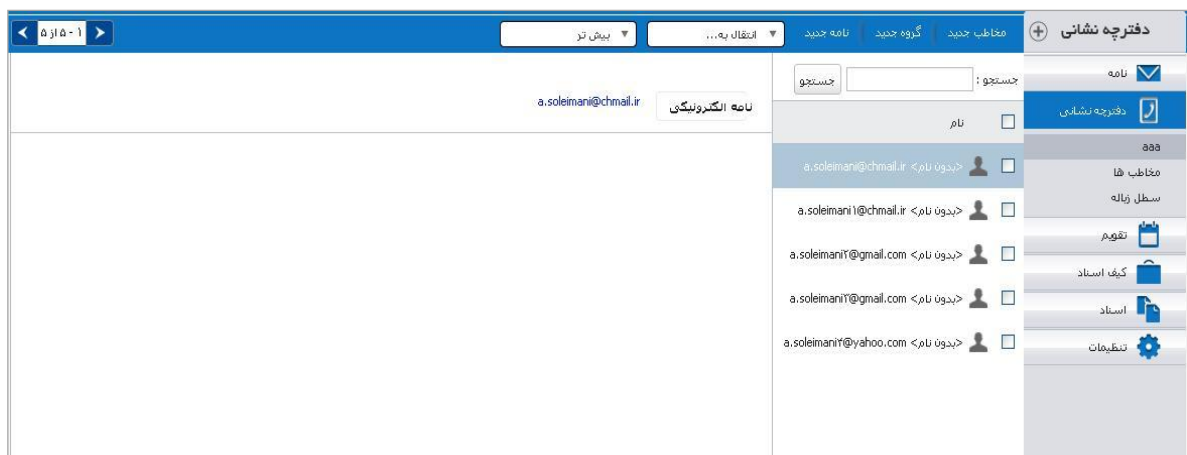 دفترچه نشانی
مخاطب جدید
گروه جدید
نامه جدید
انتقال به...
بیش تر
۱ - ۵ از ۵
نامه
دفترچه نشانی
aaa
مخاطب ها
سطل زباله
تقویم
کیف اسناد
اسناد
تنظیمات
جستجو :
جستجو
نام
<بدون نام> a.soleimani@chmail.ir
<بدون نام> a.soleimani۱@chmail.ir
<بدون نام> a.soleimani۲@gmail.com
<بدون نام> a.soleimani۳@gmail.com
<بدون نام> a.soleimani۴@yahoo.com
نامه الکترونیکی
a.soleimani@chmail.ir